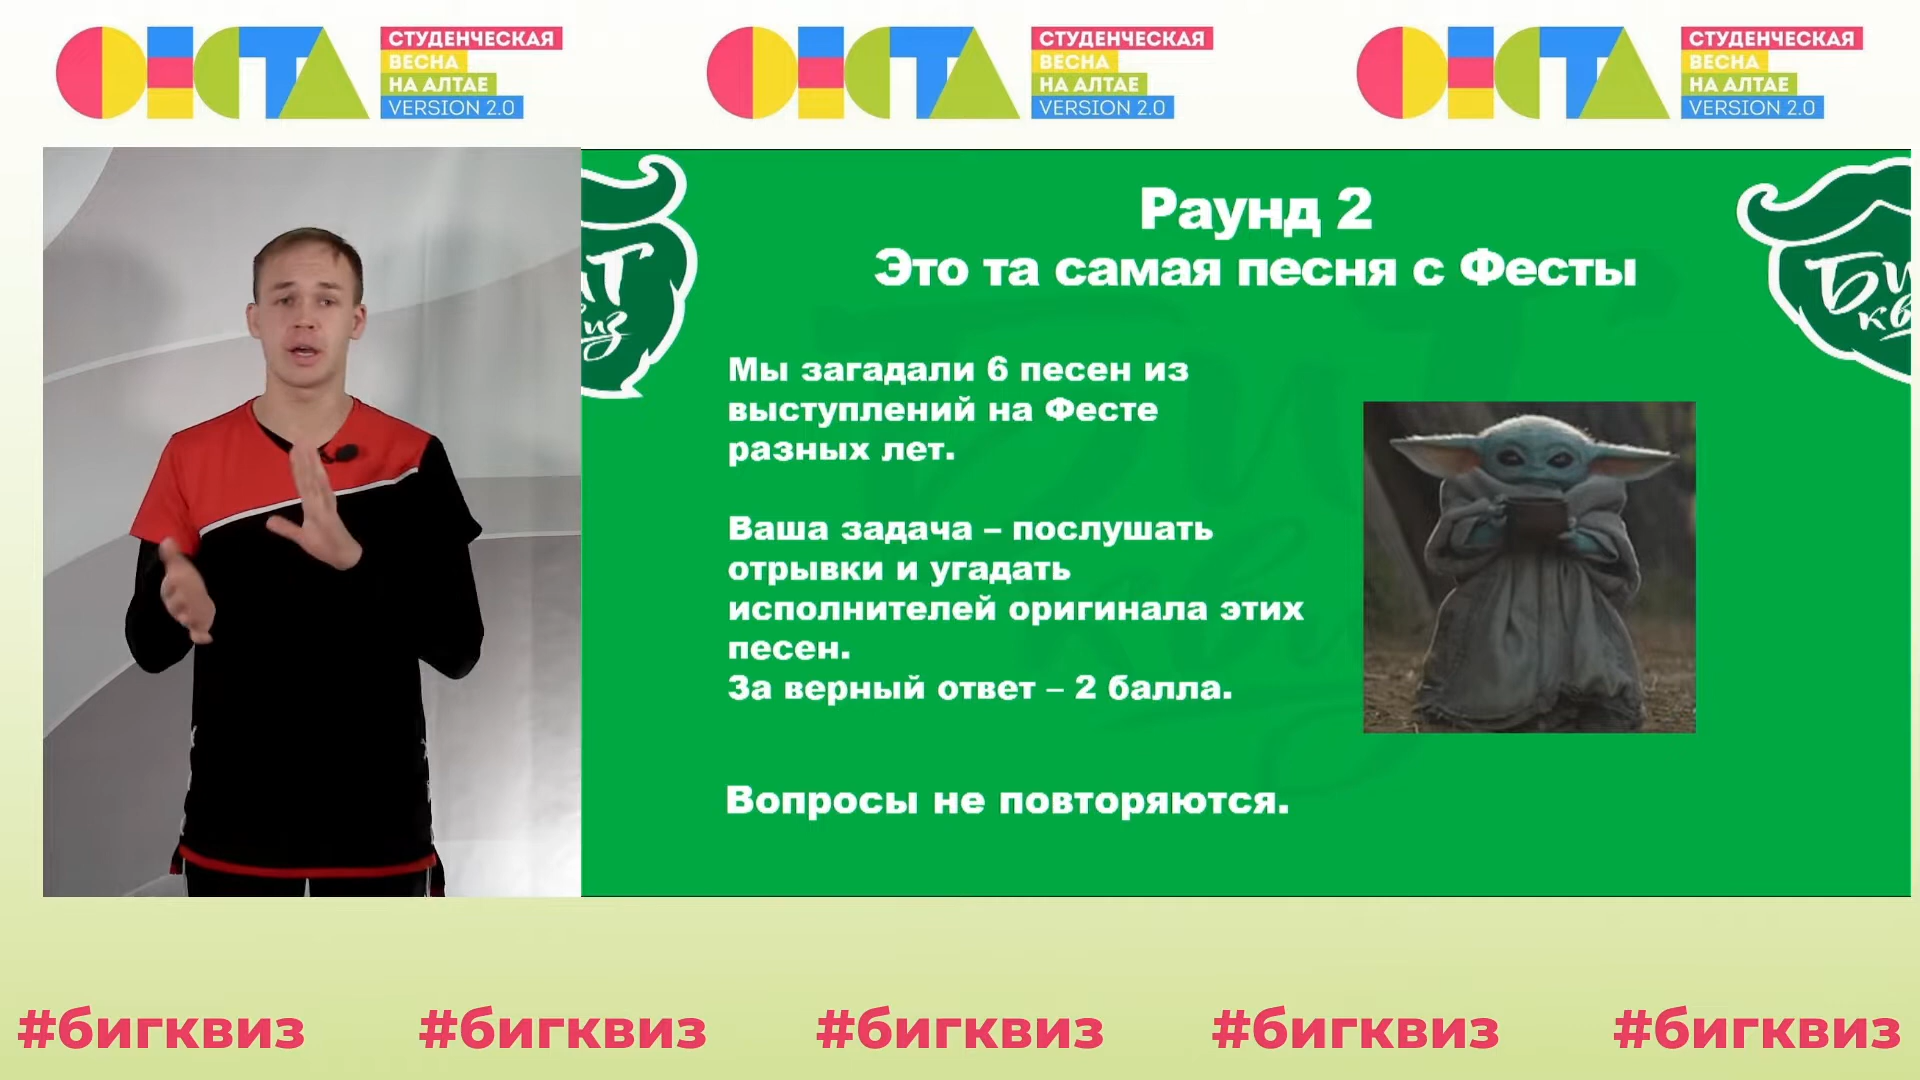 ФЕСТА
СТУДЕНЧЕСКАЯ
ВЕСНА
НА АЛТАЕ
VERSION 2.0
ФЕСТА
СТУДЕНЧЕСКАЯ
ВЕСНА
НА АЛТАЕ
VERSION 2.0
ФЕСТА
СТУДЕНЧЕСКАЯ
ВЕСНА
НА АЛТАЕ
VERSION 2.0
Раунд 2
Это та самая песня с Фесты
Мы загадали 6 песен из
выступлений на Фесте
разных лет.
Ваша задача – послушать
отрывки и угадать
исполнителей оригинала этих
песен.
За верный ответ – 2 балла.
Вопросы не повторяются.
#бигквиз #бигквиз #бигквиз #бигквиз #бигквиз